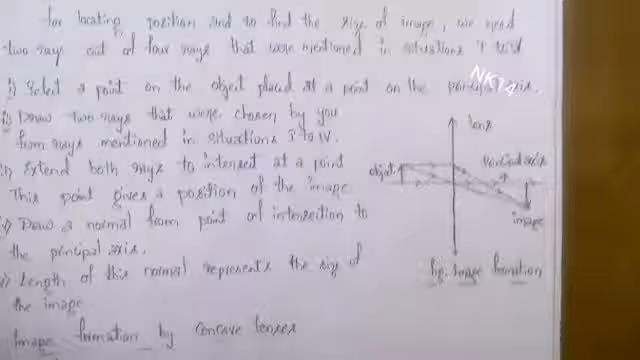 for locating position and to find the size of image, we need
two rays out of four rays that were mentioned in situations I to IV
i) Select a point on the object placed at a point on the principal axis.
NK74
ii) Draw two rays that were chosen by you
from rays mentioned in situations I to IV.
iii) Extend both rays to intersect at a point
This point gives a position of the image
iv) Draw a normal from point of intersection to
the principal axis.
v) Length of this normal represents the size of
the image.
Image formation by concave lenses
lens
object
principal axis
image
fig. image formation